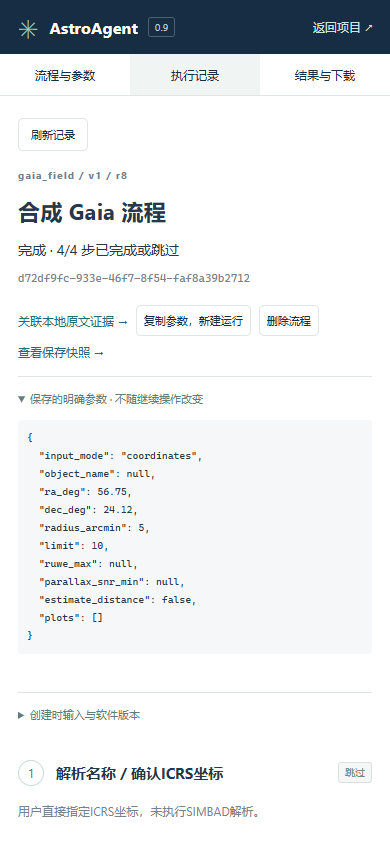 AstroAgent 0.9 返回项目 ↗
流程与参数 执行记录 结果与下载
刷新记录
gaia_field / v1 / r8
合成 Gaia 流程
完成 · 4/4 步已完成或跳过
d72df9fc-933e-46f7-8f54-faf8a39b2712
关联本地原文证据 → 复制参数，新建运行 删除流程
查看保存快照 →
▼ 保存的明确参数 · 不随继续操作改变
{
"input_mode": "coordinates",
"object_name": null,
"ra_deg": 56.75,
"dec_deg": 24.12,
"radius_arcmin": 5,
"limit": 10,
"ruwe_max": null,
"parallax_snr_min": null,
"estimate_distance": false,
"plots": []
}
▶ 创建时输入与软件版本
1 解析名称 / 确认ICRS坐标 跳过
用户直接指定ICRS坐标，未执行SIMBAD解析。